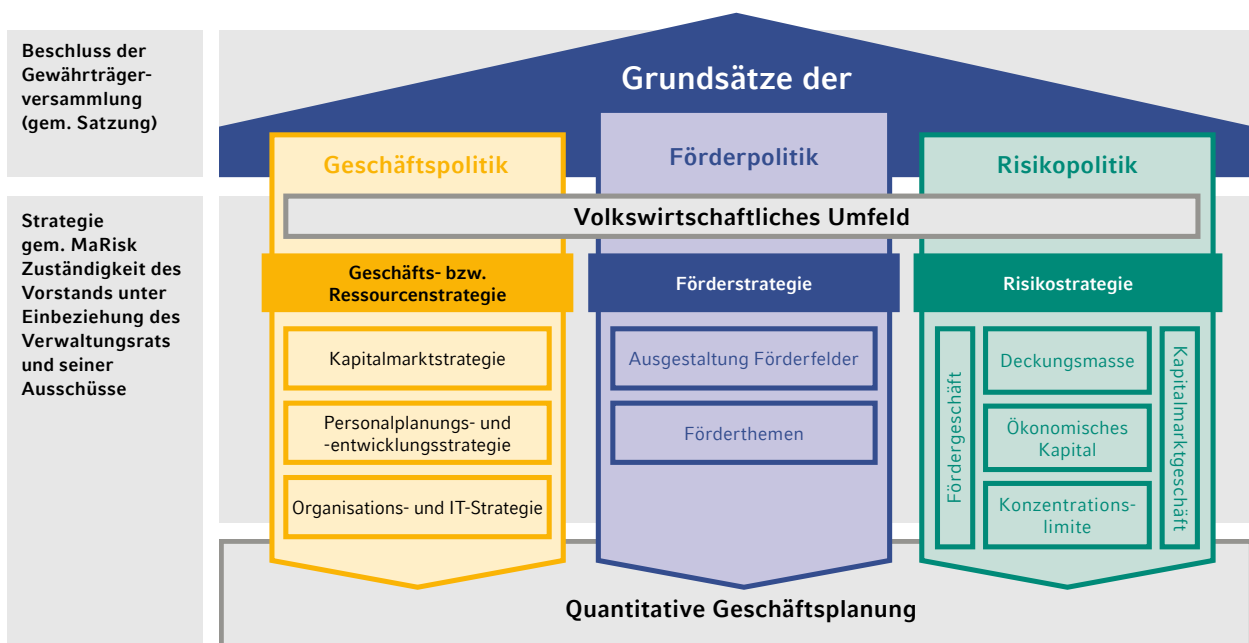 Beschluss der
Gewährträger-
versammlung
(gem. Satzung)
Grundsätze der
Geschäftspolitik
Förderpolitik
Risikopolitik
Strategie
gem. MaRisk
Zuständigkeit des
Vorstands unter
Einbeziehung des
Verwaltungsrats
und seiner
Ausschüsse
Volkswirtschaftliches Umfeld
Geschäfts- bzw.
Ressourcenstrategie
Kapitalmarktstrategie
Personalplanungs- und
-entwicklungsstrategie
Organisations- und IT-Strategie
Förderstrategie
Ausgestaltung Förderfelder
Förderthemen
Risikostrategie
Fördergeschäft
Deckungsmasse
Ökonomisches
Kapital
Konzentrations-
limite
Kapitalmarktgeschäft
Quantitative Geschäftsplanung